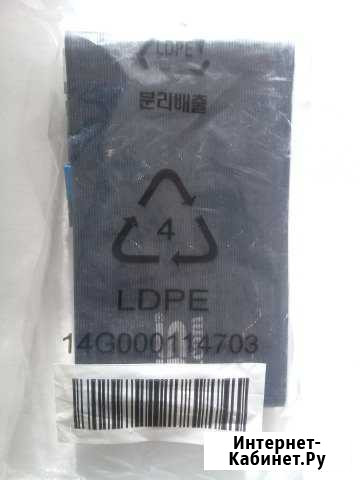 LDPE
분리배출
4
LDPE
14G000114703
Интернет-
Кабинет.Ру